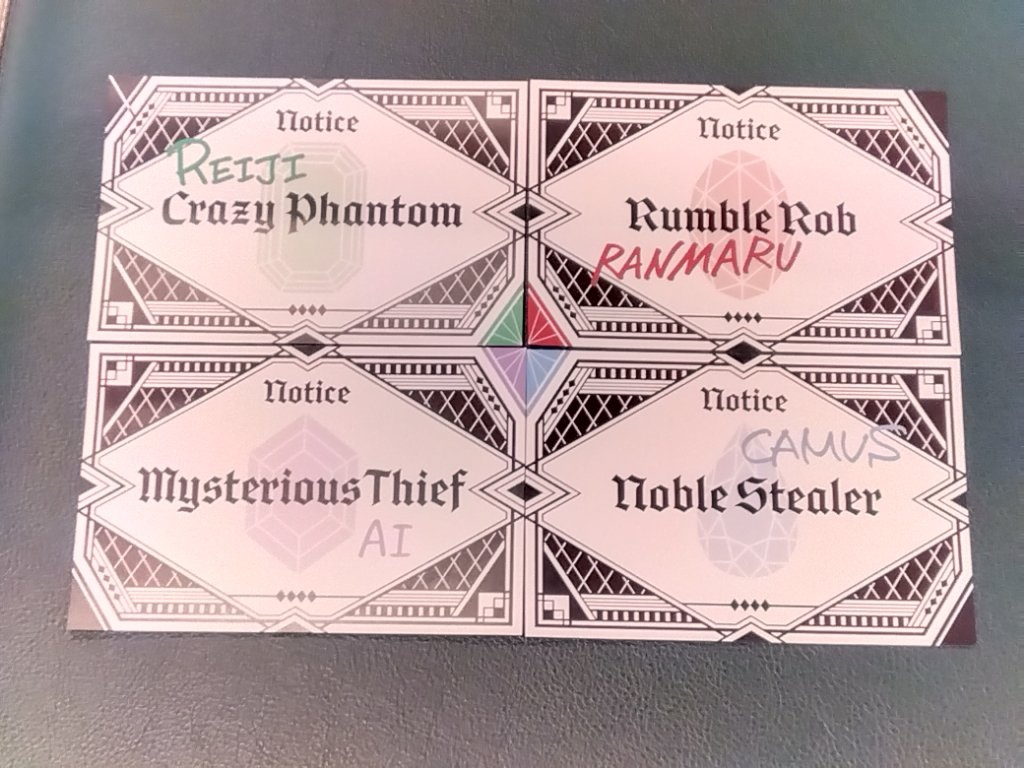 Notice
REIJI
Crazy Phantom
Notice
Rumble Rob
RANMARU
Notice
Mysterious Thief
AI
Notice
CAMUS
Noble Stealer